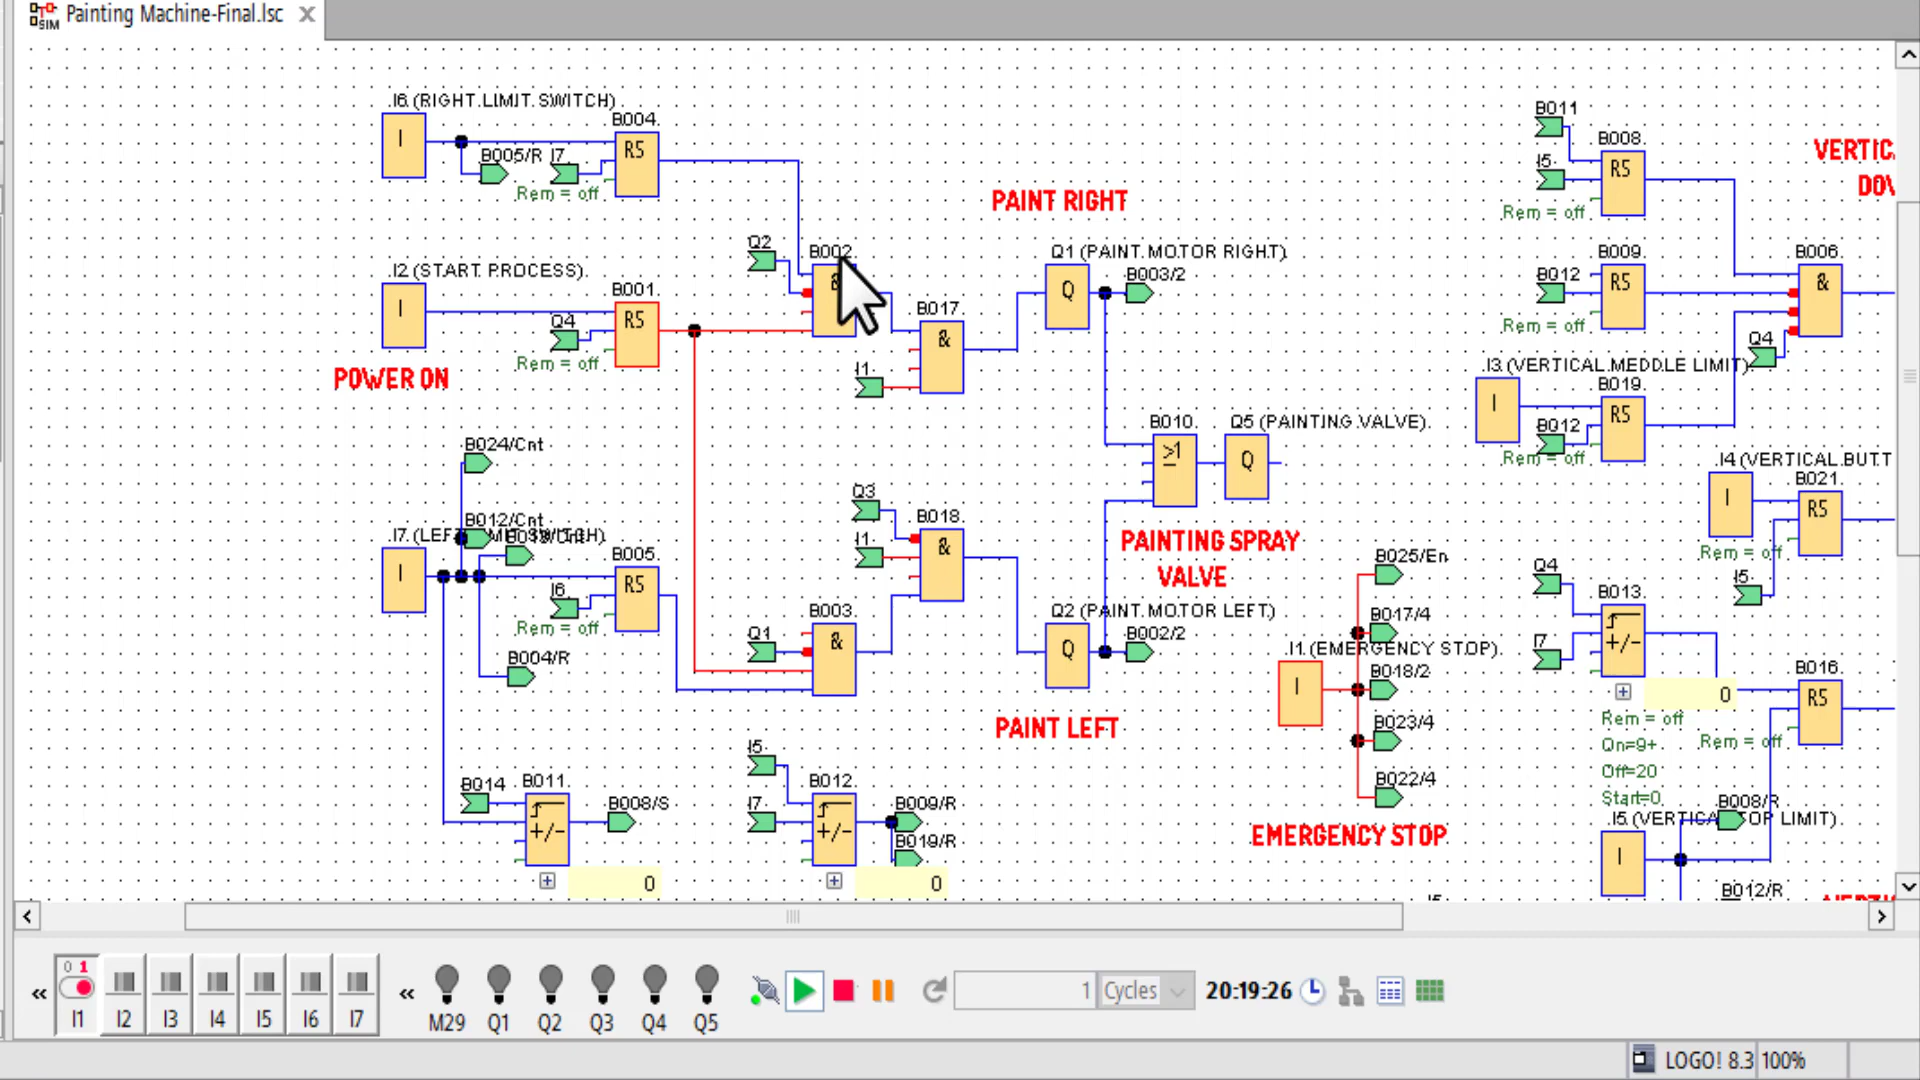 Painting Machine-Final.lsc
SIM
I6 (RIGHT LIMIT SWITCH)
B004
I
RS
B005/R
I7
Rem = off
B011
B008
RS
I5
Rem = off
PAINT RIGHT
Q2
B002
&
Q1 (PAINT MOTOR RIGHT)
Q
B003/2
B009
RS
B012
Rem = off
B006
&
Q4
I2 (START PROCESS)
I
B001
RS
Q4
Rem = off
B017
&
I1
POWER ON
I3 (VERTICAL MEDDLE LIMIT)
I
B019
RS
B012
Rem = off
B010
≥1
Q5 (PAINTING VALVE)
Q
B024/Cnt
I4 (VERTICAL BUTT
I
B021
RS
Rem = off
I5
Q3
B018
&
I1
B012/Cnt
I
B005
RS
I6
Rem = off
B004/R
PAINTING SPRAY
VALVE
B025/En
B017/4
I1 (EMERGENCY STOP)
I
B018/2
B023/4
B022/4
EMERGENCY STOP
Q4
B013
+/-
I7
0
Rem = off
On=9+
Off=20
Start=0
B016
RS
Rem = off
B003
&
Q1
Q2 (PAINT MOTOR LEFT)
Q
B002/2
PAINT LEFT
B014
B011
+/-
B008/S
0
I5
B012
+/-
I7
B009/R
B019/R
0
B008/R
I
B012/R
0 1
I1
I2
I3
I4
I5
I6
I7
M29
Q1
Q2
Q3
Q4
Q5
1
Cycles
20:19:26
LOGO! 8.3
100%